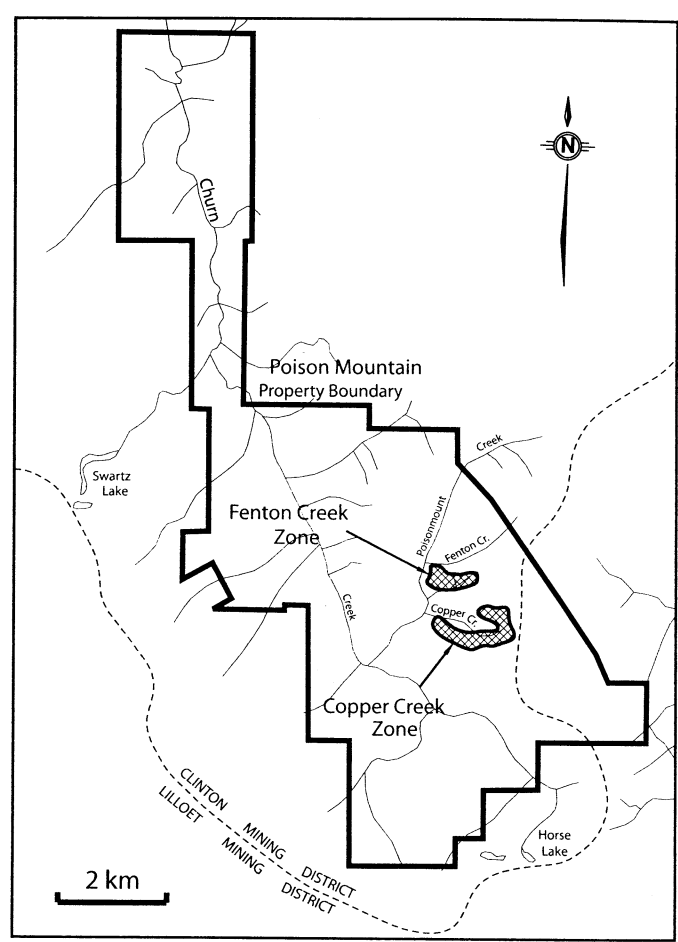 N
Churn
Poison Mountain
Property Boundary
Creek
Swartz
Lake
Poisonmount
Fenton Creek
Zone
Fenton Cr.
Creek
Copper Cr.
Copper Creek
Zone
CLINTON MINING DISTRICT
LILLOET MINING DISTRICT
Horse
Lake
2 km